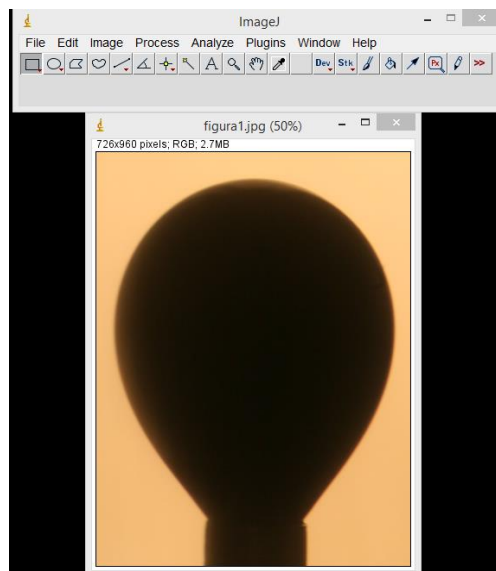 ImageJ
File Edit Image Process Analyze Plugins Window Help
A Dev Stk Px >>
figura1.jpg (50%)
726x960 pixels; RGB; 2.7MB